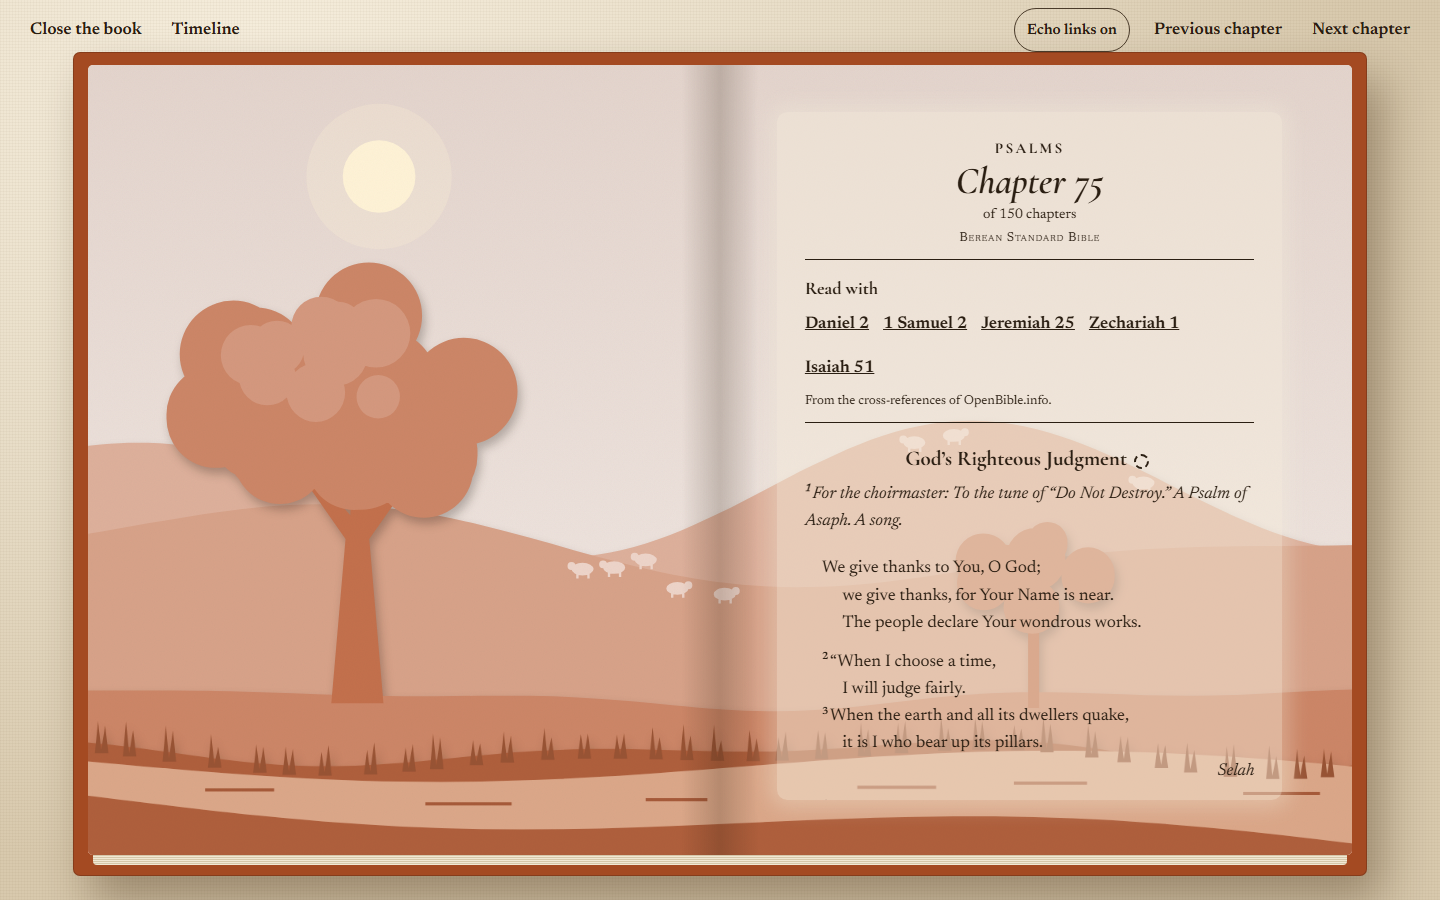 Close the book Timeline Echo links on Previous chapter Next chapter
PSALMS
Chapter 75
of 150 chapters
Berean Standard Bible
Read with
Daniel 2 1 Samuel 2 Jeremiah 25 Zechariah 1
Isaiah 51
From the cross-references of OpenBible.info.
God’s Righteous Judgment
1 For the choirmaster: To the tune of “Do Not Destroy.” A Psalm of
Asaph. A song.
We give thanks to You, O God;
we give thanks, for Your Name is near.
The people declare Your wondrous works.
2 “When I choose a time,
I will judge fairly.
3 When the earth and all its dwellers quake,
it is I who bear up its pillars.
Selah